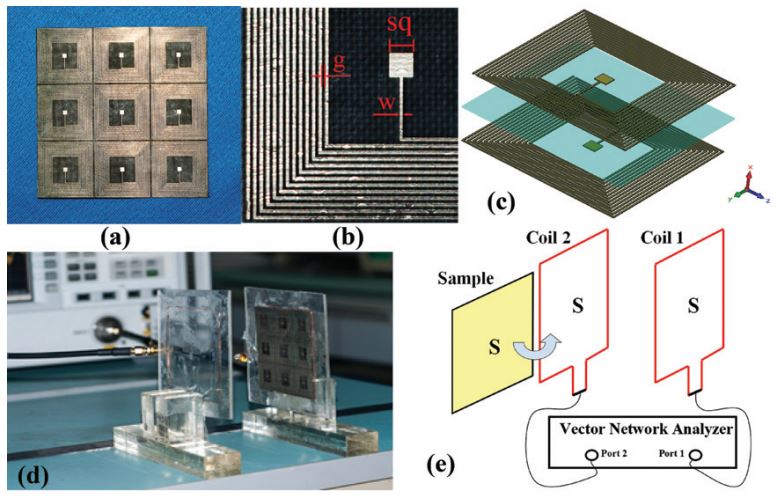 sq
g
w
x
y
z
(a)
(b)
(c)
Coil 2
Coil 1
Sample
S
S
S
Vector Network Analyzer
Port 2
Port 1
(d)
(e)